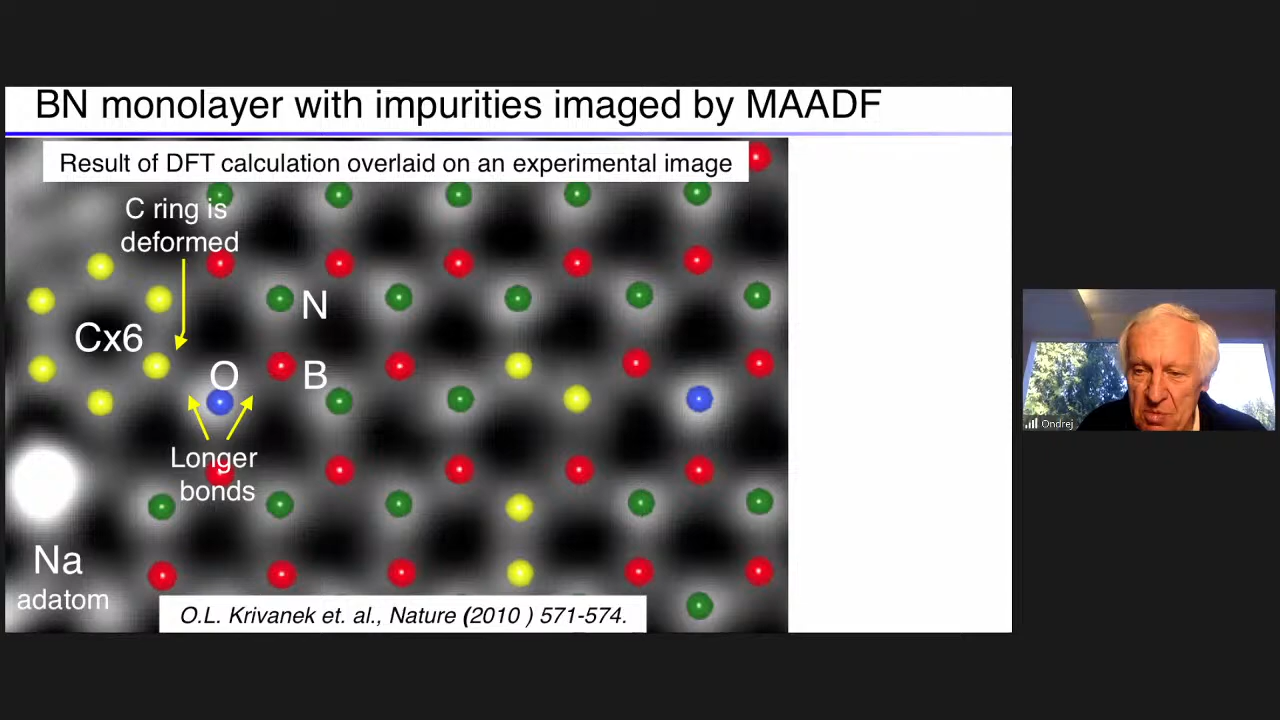 BN monolayer with impurities imaged by MAADF
Result of DFT calculation overlaid on an experimental image
C ring is
deformed
N
Cx6
O
B
Longer
bonds
Na
adatom
O.L. Krivanek et. al., Nature (2010 ) 571-574.
Ondrej